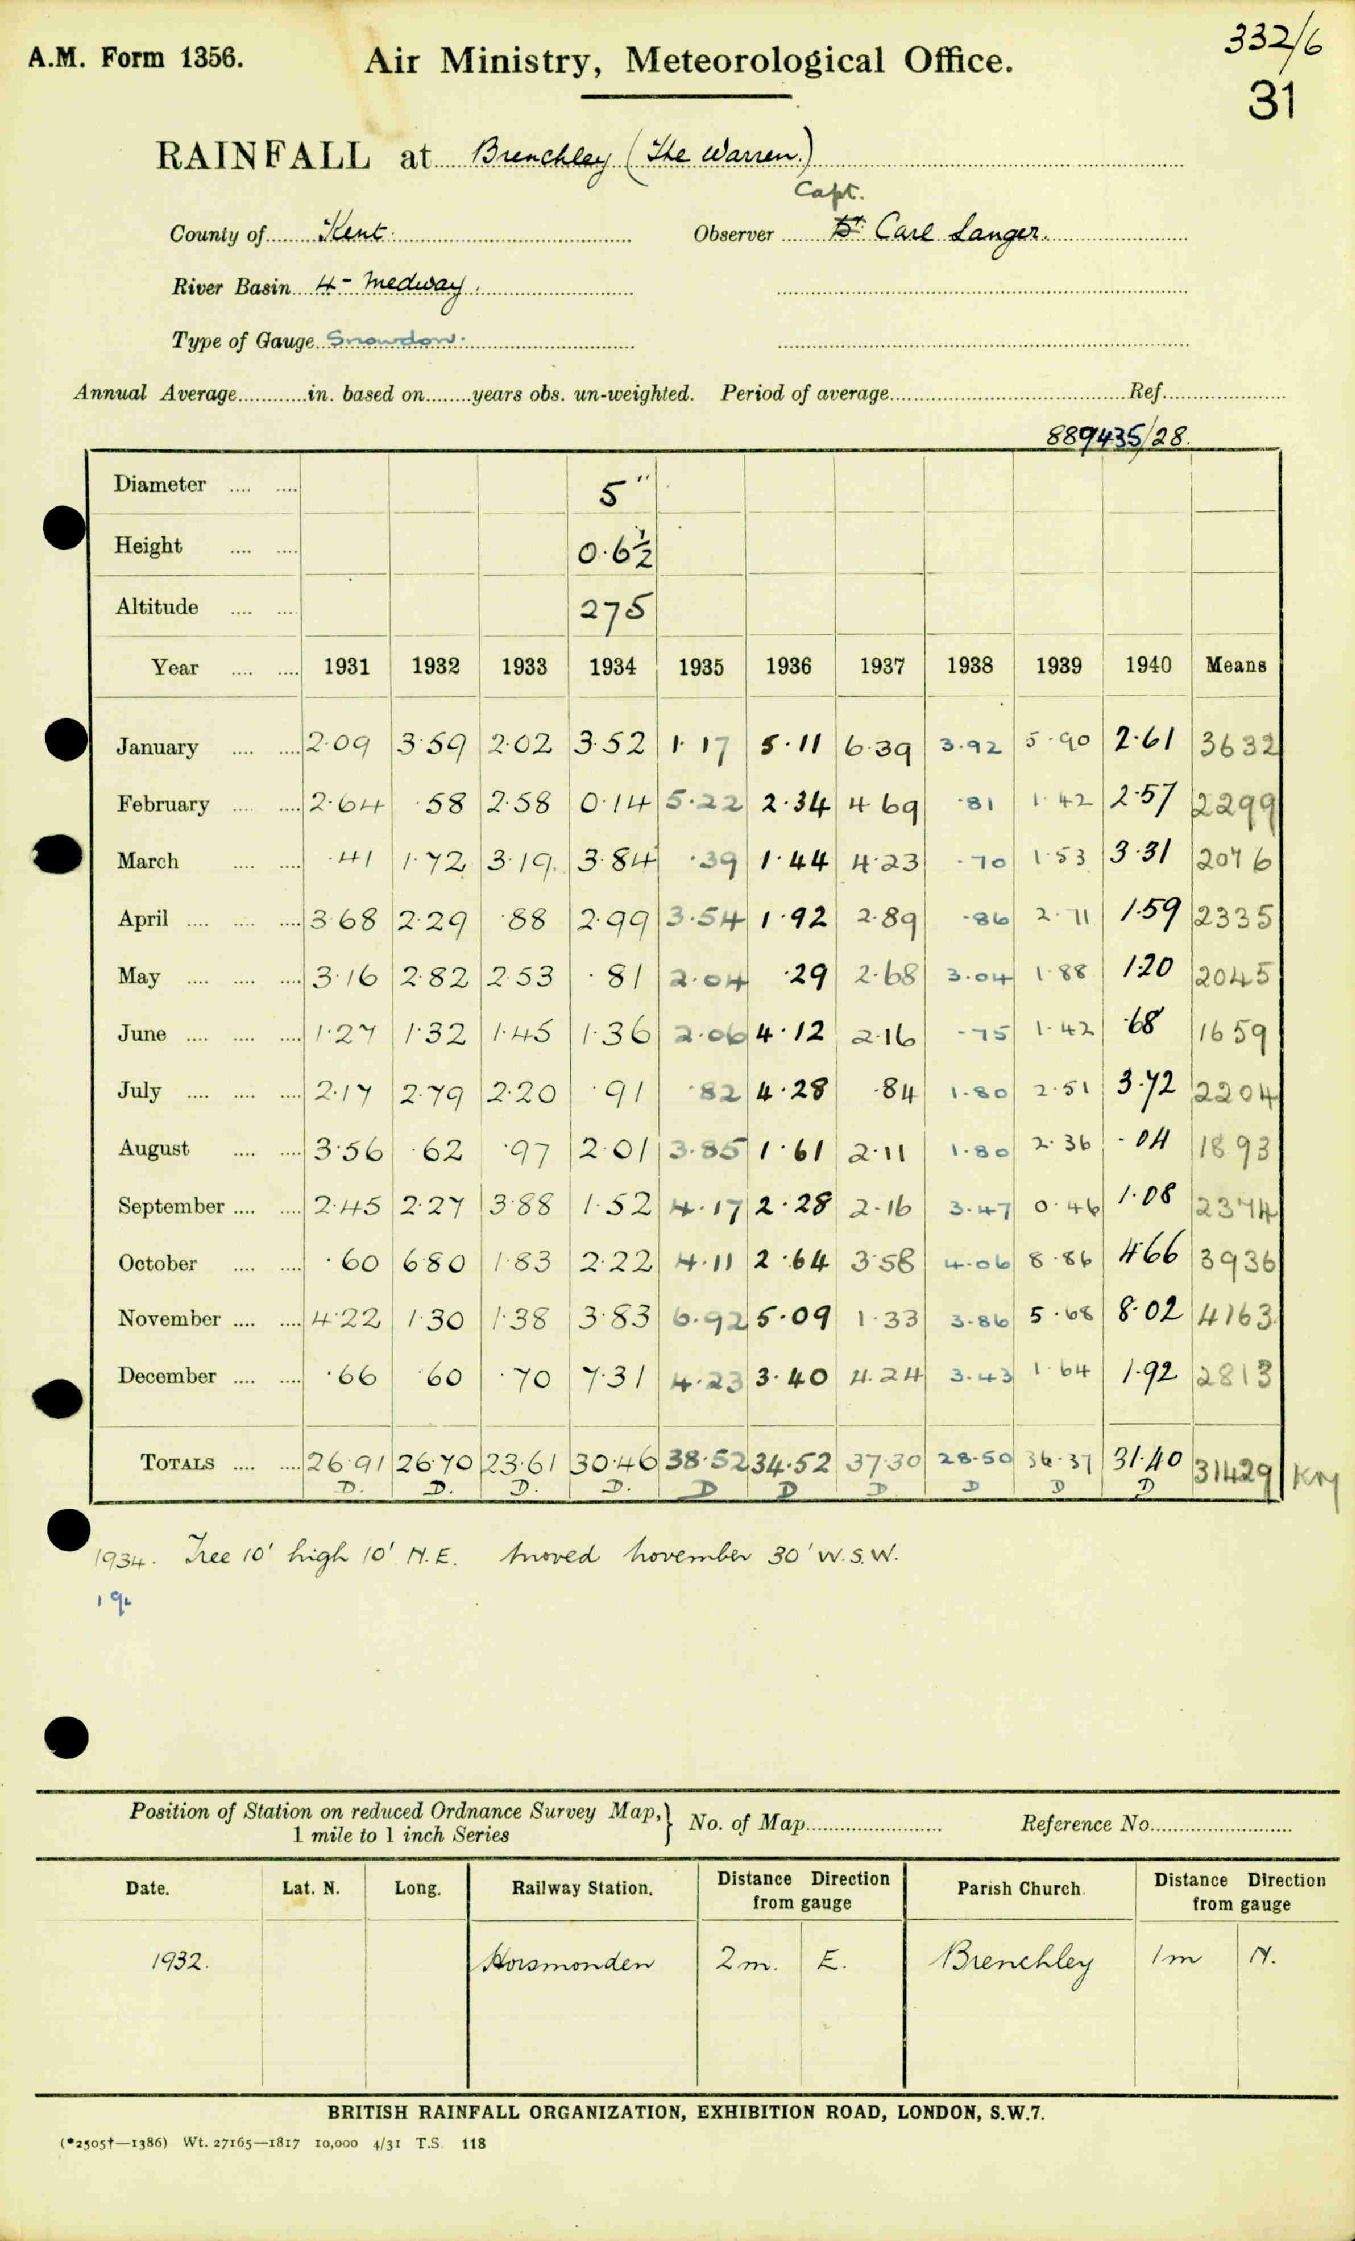 332/6
A.M. Form 1356. Air Ministry, Meteorological Office.
31
RAINFALL at Brenchley (The Warren.)
Capt.
County of Kent. Observer Dr. Carl Langer.
River Basin 4 - Medway.
Type of Gauge Snowdon.
Annual Average in. based on years obs. un-weighted. Period of average Ref.
889435/28.
Diameter 5"
Height 0.6½
Altitude 275
Year 1931 1932 1933 1934 1935 1936 1937 1938 1939 1940 Means
January 2.09 3.59 2.02 3.52 1.17 5.11 6.39 3.92 5.90 2.61 3632
February 2.64 .58 2.58 0.14 5.22 2.34 4.69 .81 1.42 2.57 2299
March .41 1.72 3.19 3.84 .39 1.44 4.23 .70 1.53 3.31 2076
April 3.68 2.29 .88 2.99 3.54 1.92 2.89 .86 2.71 1.59 2335
May 3.16 2.82 2.53 .81 2.04 .29 2.68 3.04 1.88 1.20 2045
June 1.27 1.32 1.45 1.36 2.06 4.12 2.16 .75 1.42 .68 1659
July 2.17 2.79 2.20 .91 .82 4.28 .84 1.80 2.51 3.72 2204
August 3.56 .62 .97 2.01 3.85 1.61 2.11 1.80 2.36 .04 1893
September 2.45 2.27 3.88 1.52 4.17 2.28 2.16 3.47 0.46 1.08 2374
October .60 6.80 1.83 2.22 4.11 2.64 3.58 4.06 8.86 4.66 3936
November 4.22 1.30 1.38 3.83 6.92 5.09 1.33 3.86 5.68 8.02 4163
December .66 .60 .70 7.31 4.23 3.40 4.24 3.43 1.64 1.92 2813
TOTALS 26.91 26.70 23.61 30.46 38.52 34.52 37.30 28.50 36.37 31.40 31429
D. D. D. D. D D D D D D
1934. Tree 10' high 10' N.E. Moved November 30' W.S.W.
Position of Station on reduced Ordnance Survey Map,} No. of Map Reference No.
1 mile to 1 inch Series
Date. Lat. N. Long. Railway Station. Distance Direction from gauge Parish Church Distance Direction from gauge
1932. Horsmonden 2 m. E. Brenchley 1m N.
BRITISH RAINFALL ORGANIZATION, EXHIBITION ROAD, LONDON, S.W.7.
(*2505†—1386) Wt. 27165—1817 10,000 4/31 T.S. 118